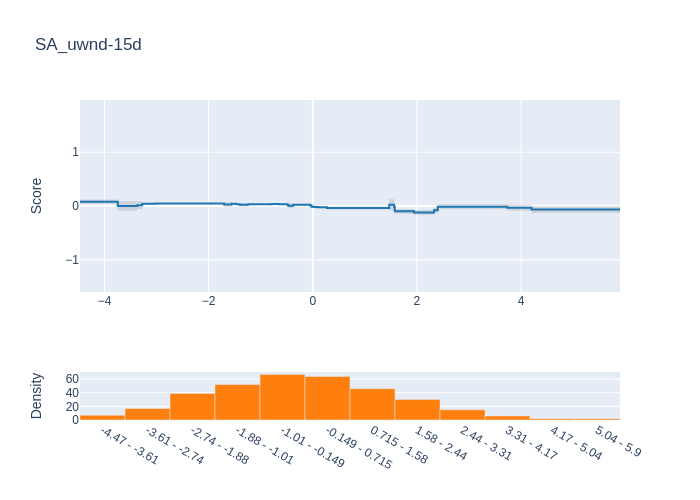 SA_uwnd-15d
Score
1
0
−1
−4
−2
0
2
4
Density
60
40
20
0
-4.47 - -3.61
-3.61 - -2.74
-2.74 - -1.88
-1.88 - -1.01
-1.01 - -0.149
-0.149 - 0.715
0.715 - 1.58
1.58 - 2.44
2.44 - 3.31
3.31 - 4.17
4.17 - 5.04
5.04 - 5.9